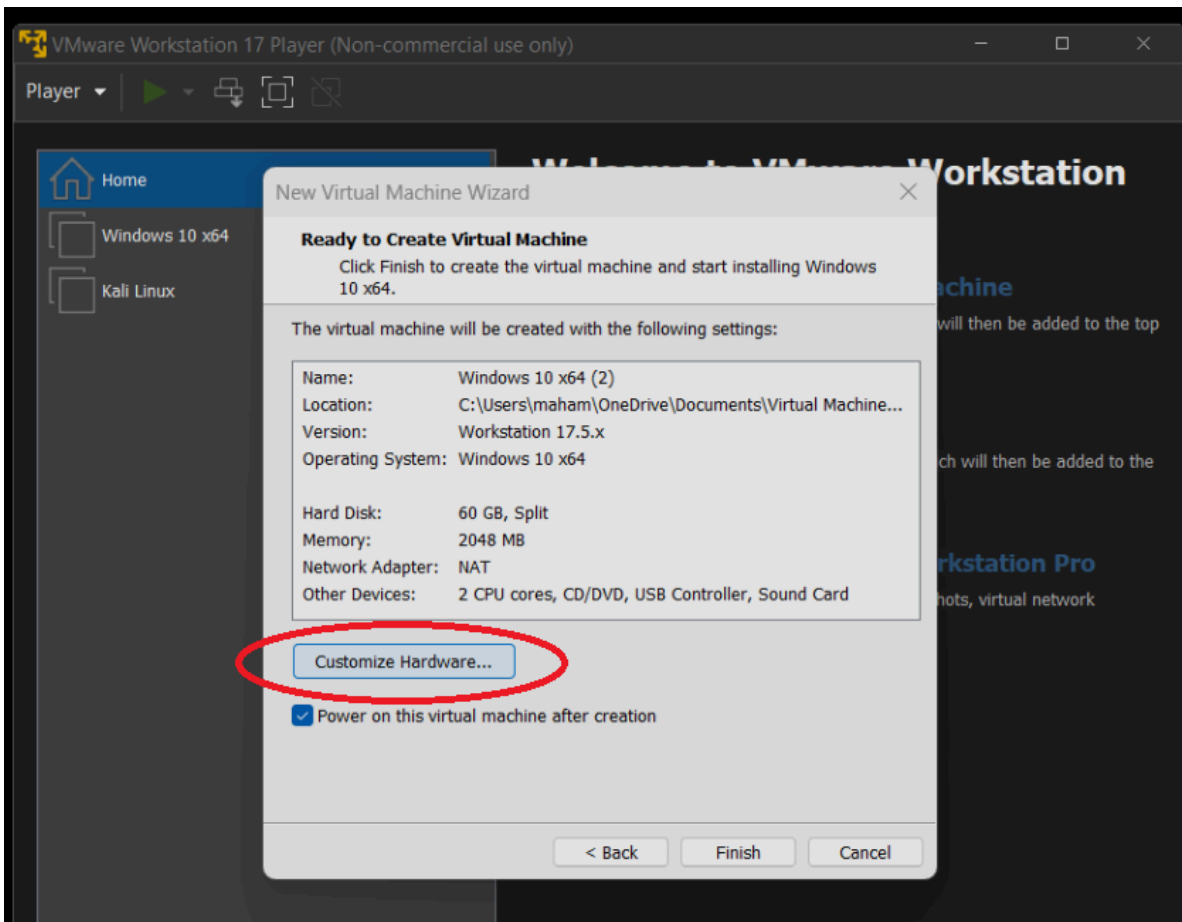 VMware Workstation 17 Player (Non-commercial use only)
Player
Home
Windows 10 x64
Kali Linux
Workstation
achine
will then be added to the top
ch will then be added to the
rkstation Pro
hots, virtual network
New Virtual Machine Wizard
Ready to Create Virtual Machine
Click Finish to create the virtual machine and start installing Windows
10 x64.
The virtual machine will be created with the following settings:
Name: Windows 10 x64 (2)
Location: C:\Users\maham\OneDrive\Documents\Virtual Machine...
Version: Workstation 17.5.x
Operating System: Windows 10 x64
Hard Disk: 60 GB, Split
Memory: 2048 MB
Network Adapter: NAT
Other Devices: 2 CPU cores, CD/DVD, USB Controller, Sound Card
Customize Hardware...
Power on this virtual machine after creation
< Back
Finish
Cancel